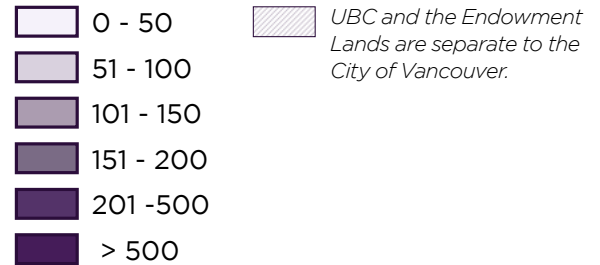 0 - 50
51 - 100
101 - 150
151 - 200
201 -500
> 500
UBC and the Endowment
Lands are separate to the
City of Vancouver.